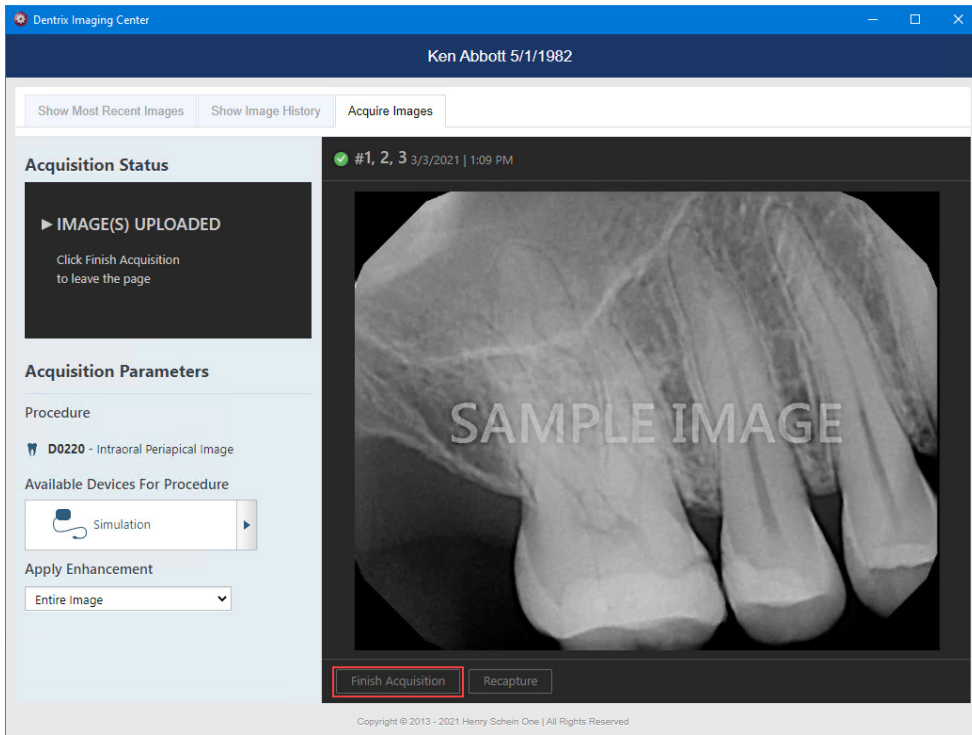 Dentrix Imaging Center
Ken Abbott 5/1/1982
Show Most Recent Images
Show Image History
Acquire Images
Acquisition Status
IMAGE(S) UPLOADED
Click Finish Acquisition
to leave the page
Acquisition Parameters
Procedure
D0220 - Intraoral Periapical Image
Available Devices For Procedure
Simulation
Apply Enhancement
Entire Image
#1, 2, 3 3/3/2021 | 1:09 PM
SAMPLE IMAGE
Finish Acquisition
Recapture
Copyright © 2013 - 2021 Henry Schein One | All Rights Reserved